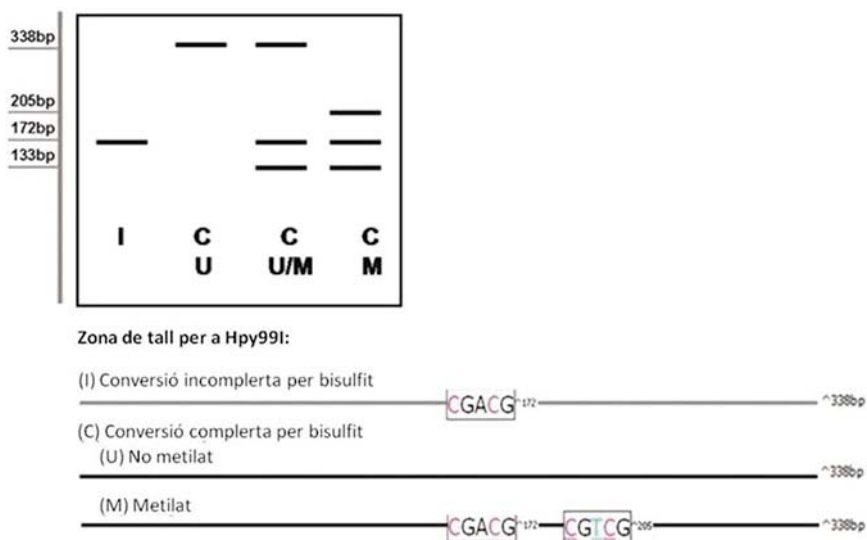 338bp
205bp
172bp
133bp
I C C C
U U/M M
Zona de tall per a Hpy99I:
(I) Conversió incomplerta per bisulfit
CGACG ^172 ^338bp
(C) Conversió complerta per bisulfit
(U) No metilat
^338bp
(M) Metilat
CGACG ^172 CGTCG ^205 ^338bp